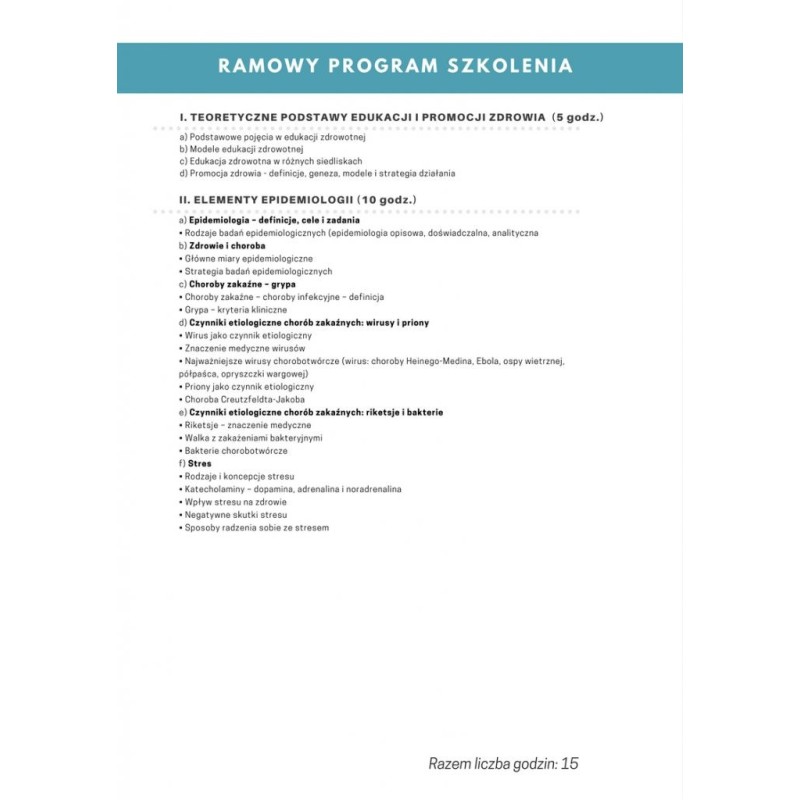 RAMOWY PROGRAM SZKOLENIA
I. TEORETYCZNE PODSTAWY EDUKACJI I PROMOCJI ZDROWIA (5 godz.)
a) Podstawowe pojęcia w edukacji zdrowotnej
b) Modele edukacji zdrowotnej
c) Edukacja zdrowotna w różnych siedliskach
d) Promocja zdrowia - definicje, geneza, modele i strategia działania
II. ELEMENTY EPIDEMIOLOGII (10 godz.)
a) Epidemiologia – definicje, cele i zadania
• Rodzaje badań epidemiologicznych (epidemiologia opisowa, doświadczalna, analityczna
b) Zdrowie i choroba
• Główne miary epidemiologiczne
• Strategia badań epidemiologicznych
c) Choroby zakaźne – grypa
• Choroby zakaźne – choroby infekcyjne – definicja
• Grypa – kryteria kliniczne
d) Czynniki etiologiczne chorób zakaźnych: wirusy i priony
• Wirus jako czynnik etiologiczny
• Znaczenie medyczne wirusów
• Najważniejsze wirusy chorobotwórcze (wirus: choroby Heinego-Medina, Ebola, ospy wietrznej,
półpaśca, opryszczki wargowej)
• Priony jako czynnik etiologiczny
• Choroba Creutzfeldta-Jakoba
e) Czynniki etiologiczne chorób zakaźnych: riketsje i bakterie
• Riketsje – znaczenie medyczne
• Walka z zakażeniami bakteryjnymi
• Bakterie chorobotwórcze
f) Stres
• Rodzaje i koncepcje stresu
• Katecholaminy – dopamina, adrenalina i noradrenalina
• Wpływ stresu na zdrowie
• Negatywne skutki stresu
• Sposoby radzenia sobie ze stresem
Razem liczba godzin: 15